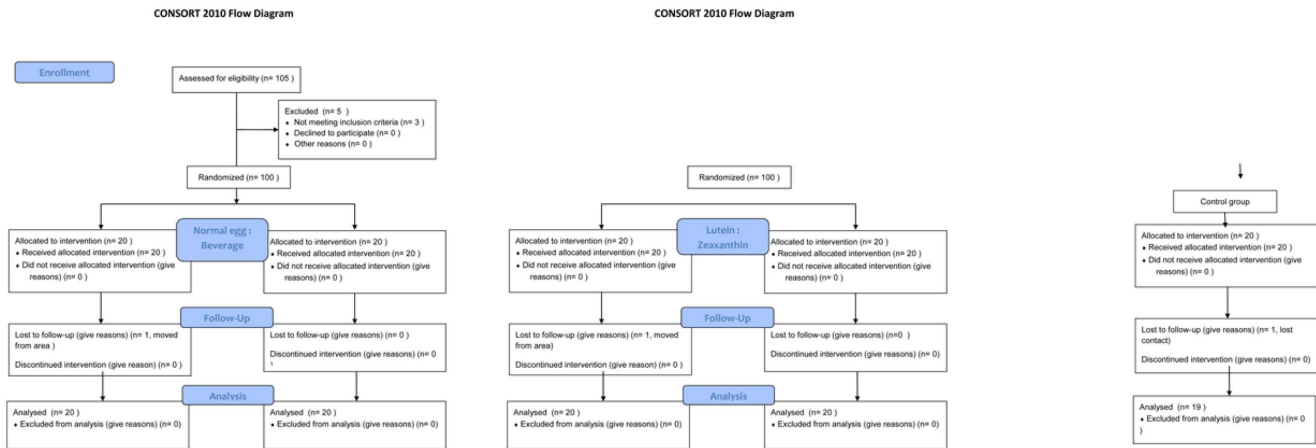 CONSORT 2010 Flow Diagram
Enrollment
Assessed for eligibility (n= 105 )
Excluded (n= 5 )
♦ Not meeting inclusion criteria (n= 3 )
♦ Declined to participate (n= 0 )
♦ Other reasons (n= 0 )
Randomized (n= 100 )
Normal egg :
Beverage
Allocated to intervention (n= 20 )
♦ Received allocated intervention (n= 20 )
♦ Did not receive allocated intervention (give
reasons) (n= 0 )
Allocated to intervention (n= 20 )
♦ Received allocated intervention (n= 20 )
♦ Did not receive allocated intervention (give
reasons) (n= 0 )
Follow-Up
Lost to follow-up (give reasons) (n= 1, moved
from area )
Discontinued intervention (give reason) (n= 0 )
Lost to follow-up (give reasons) (n= 0 )
Discontinued intervention (give reasons) (n= 0
)
Analysis
Analysed (n= 20 )
♦ Excluded from analysis (give reasons) (n= 0)
Analysed (n= 20 )
♦ Excluded from analysis (give reasons) (n= 0)
CONSORT 2010 Flow Diagram
Randomized (n= 100 )
Lutein :
Zeaxanthin
Allocated to intervention (n= 20 )
♦ Received allocated intervention (n= 20 )
♦ Did not receive allocated intervention (give
reasons) (n= 0 )
Allocated to intervention (n= 20 )
♦ Received allocated intervention (n= 20 )
♦ Did not receive allocated intervention (give
reasons) (n= 0 )
Follow-Up
Lost to follow-up (give reasons) (n= 1, moved
from area)
Discontinued intervention (give reasons) (n= 0 )
Lost to follow-up (give reasons) (n=0 )
Discontinued intervention (give reasons) (n= 0)
Analysis
Analysed (n= 20 )
♦ Excluded from analysis (give reasons) (n= 0)
Analysed (n= 20 )
♦ Excluded from analysis (give reasons) (n= 0)
Control group
Allocated to intervention (n= 20 )
♦ Received allocated intervention (n= 20 )
♦ Did not receive allocated intervention (give
reasons) (n= 0 )
Lost to follow-up (give reasons) (n= 1, lost
contact)
Discontinued intervention (give reasons) (n= 0 )
Analysed (n= 19 )
♦ Excluded from analysis (give reasons) (n= 0
)